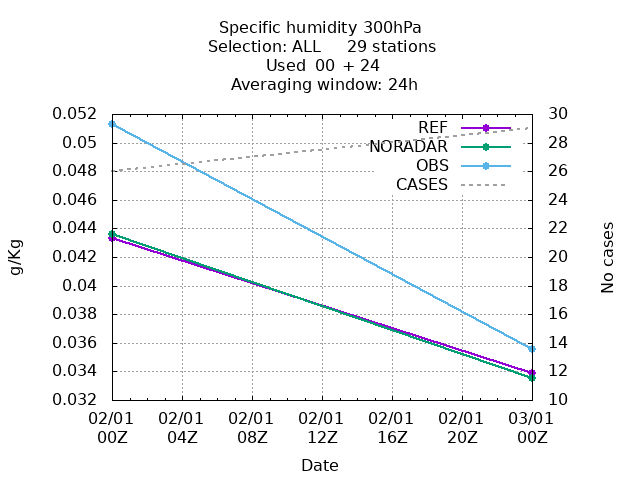 Specific humidity 300hPa
Selection: ALL     29 stations
Used  00  + 24
Averaging window: 24h
0.052
0.05
0.048
0.046
0.044
0.042
0.04
0.038
0.036
0.034
0.032
30
28
26
24
22
20
18
16
14
12
10
REF
NORADAR
OBS
CASES
g/Kg
No cases
02/01 02/01 02/01 02/01 02/01 02/01 03/01
00Z 04Z 08Z 12Z 16Z 20Z 00Z
Date